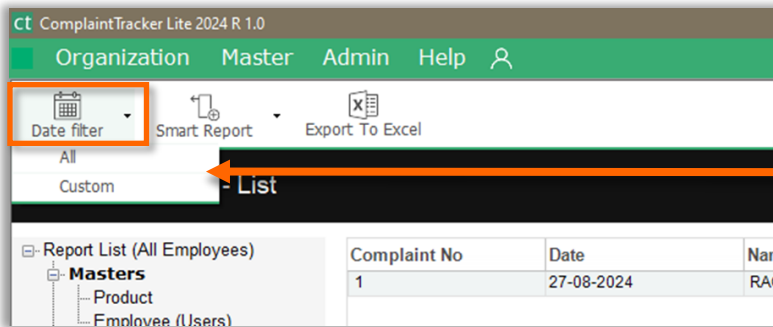 ct ComplaintTracker Lite 2024 R 1.0
Organization Master Admin Help
Date filter Smart Report Export To Excel
All
Custom
- List
Report List (All Employees)
Masters
Product
Employee (Users)
Complaint No Date
1 27-08-2024